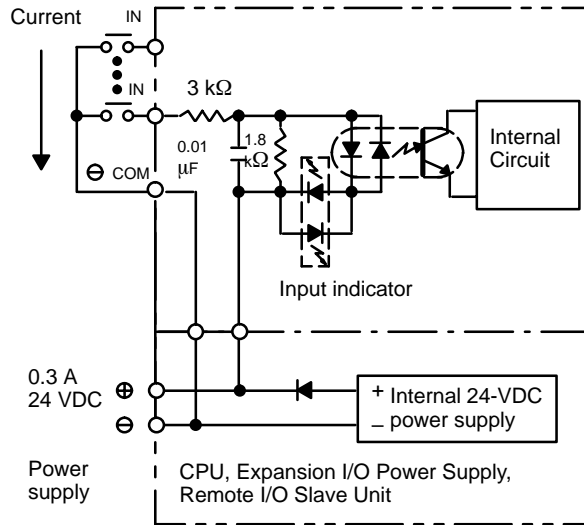 Current
IN
IN
3 kΩ
0.01
μF
1.8
kΩ
⊖ COM
Internal
Circuit
Input indicator
0.3 A
24 VDC
⊕
⊖
+ Internal 24-VDC
– power supply
Power
supply
CPU, Expansion I/O Power Supply,
Remote I/O Slave Unit